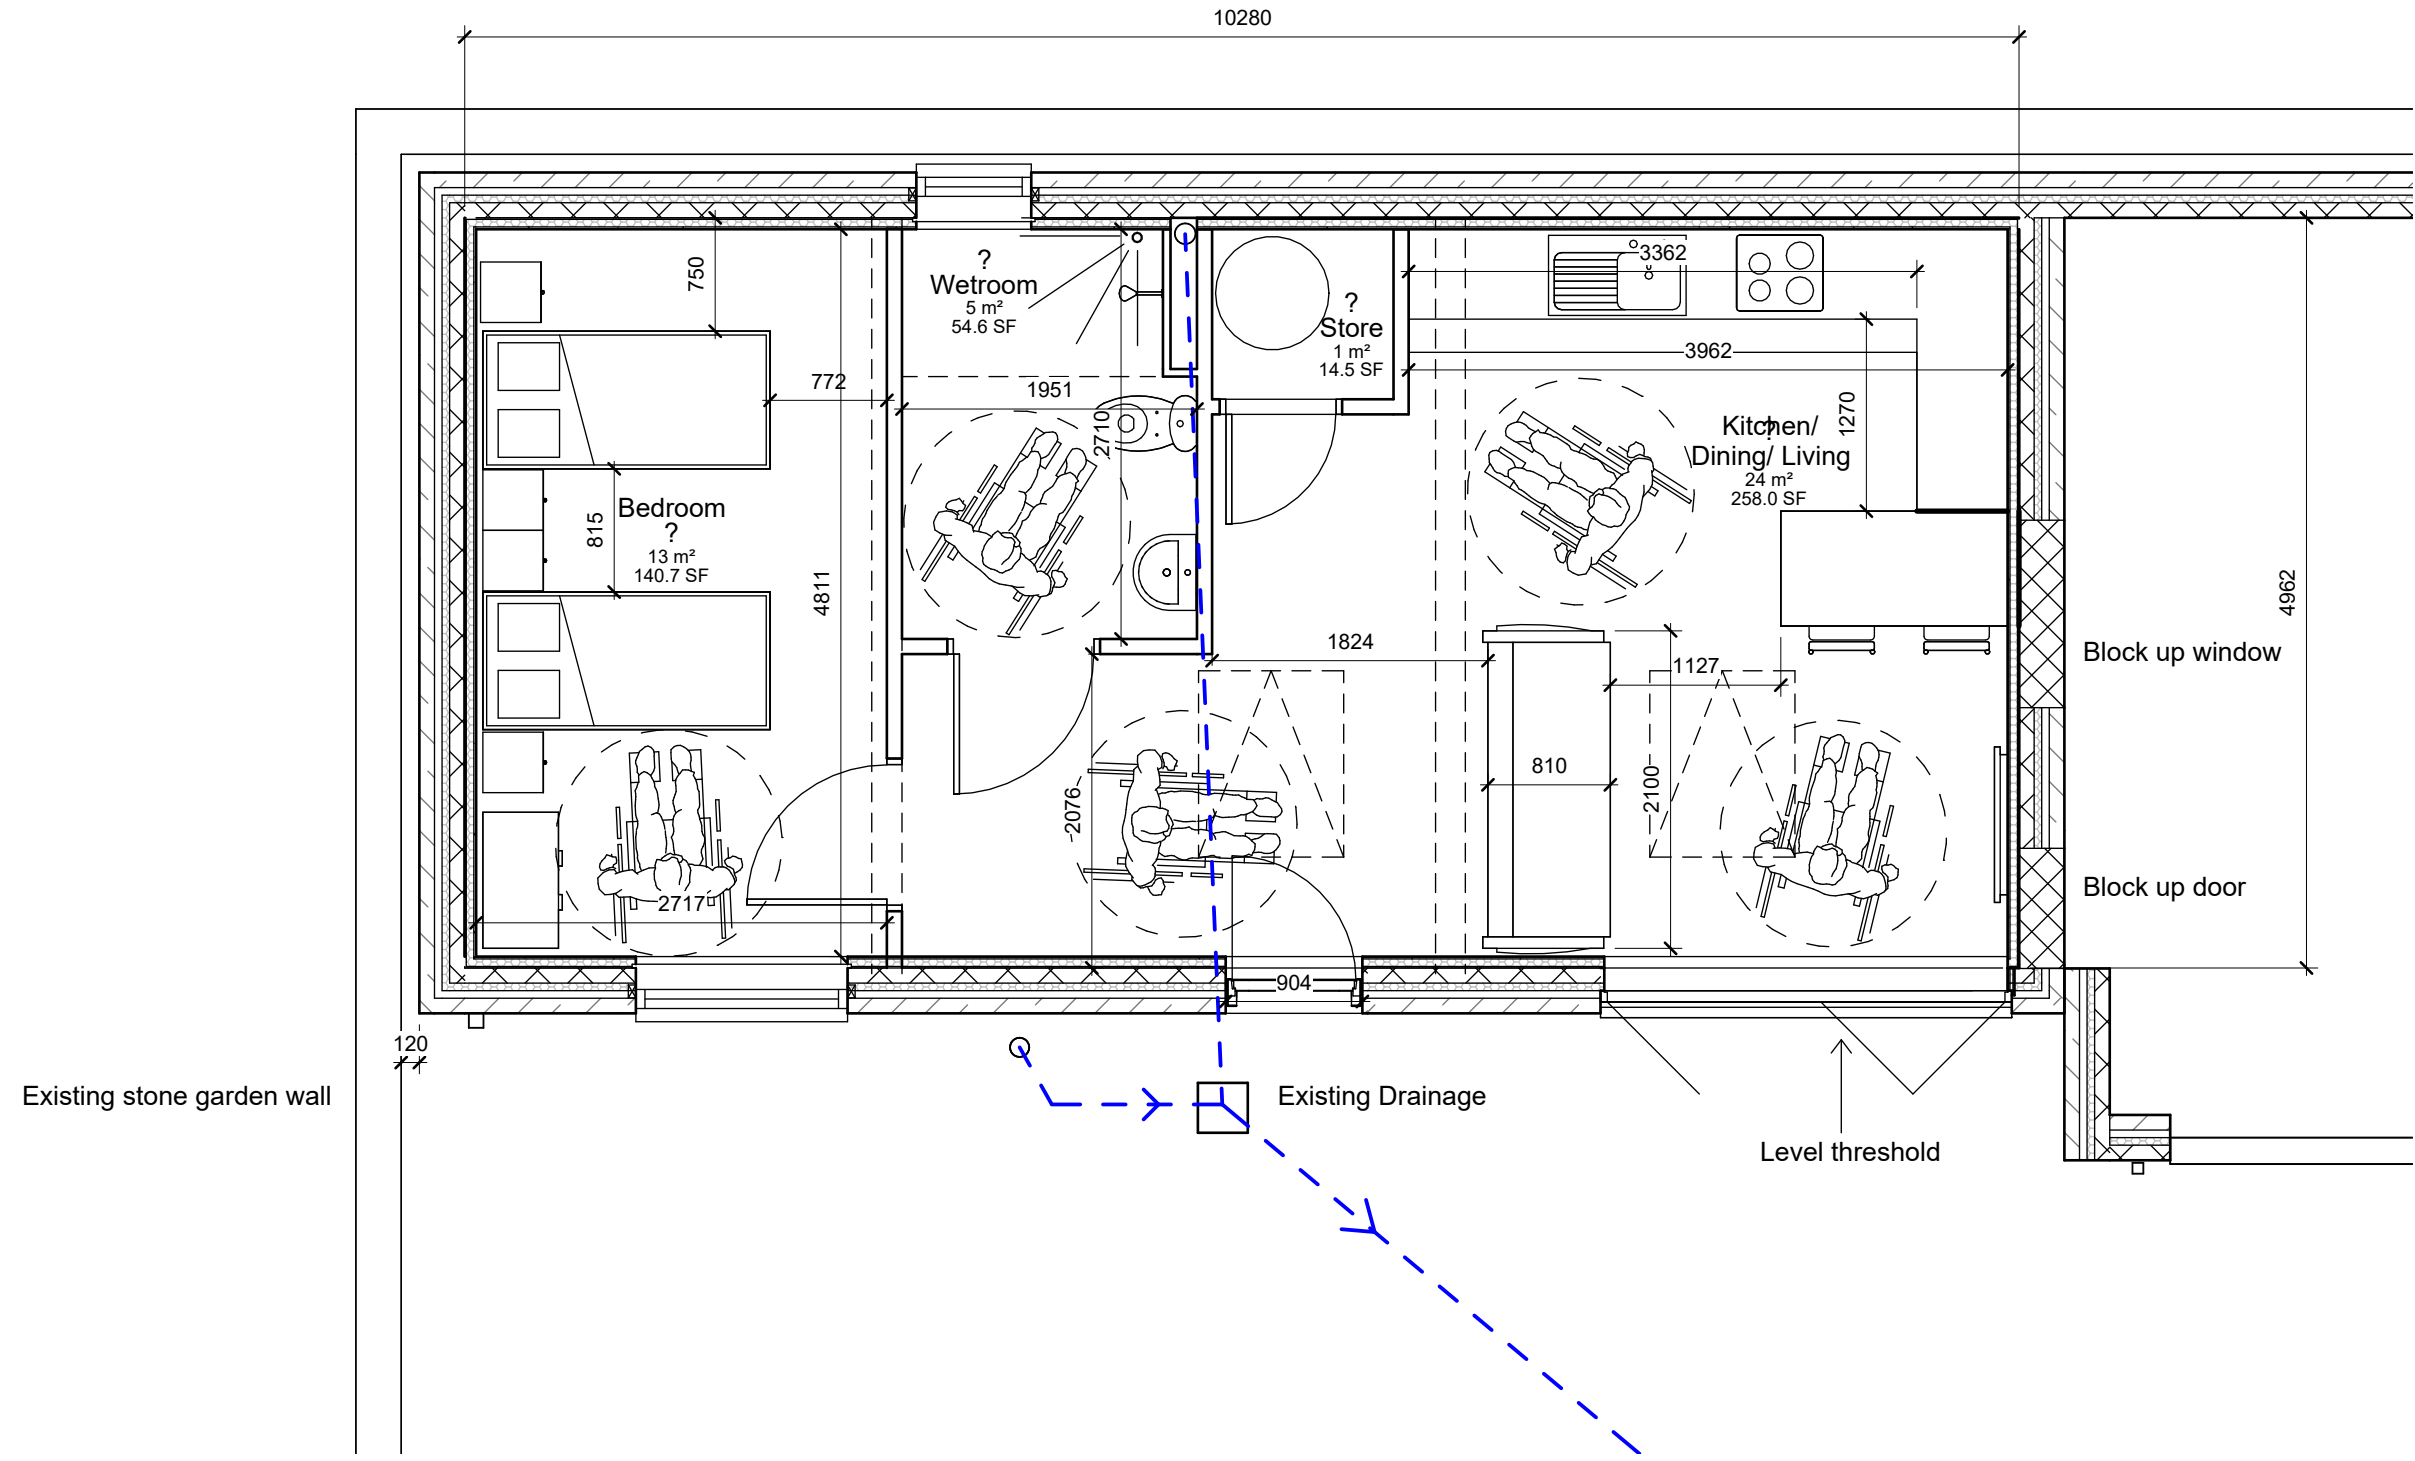 10280
750
?
Wetroom
5 m²
54.6 SF
?
Store
1 m²
14.5 SF
3362
3962
772
1951
2710
1270
Kitchen/
?
Dining/ Living
24 m²
258.0 SF
Bedroom
?
13 m²
140.7 SF
815
4811
4962
1824
1127
Block up window
810
2100
2076
2717
Block up door
904
120
Existing stone garden wall
Existing Drainage
Level threshold